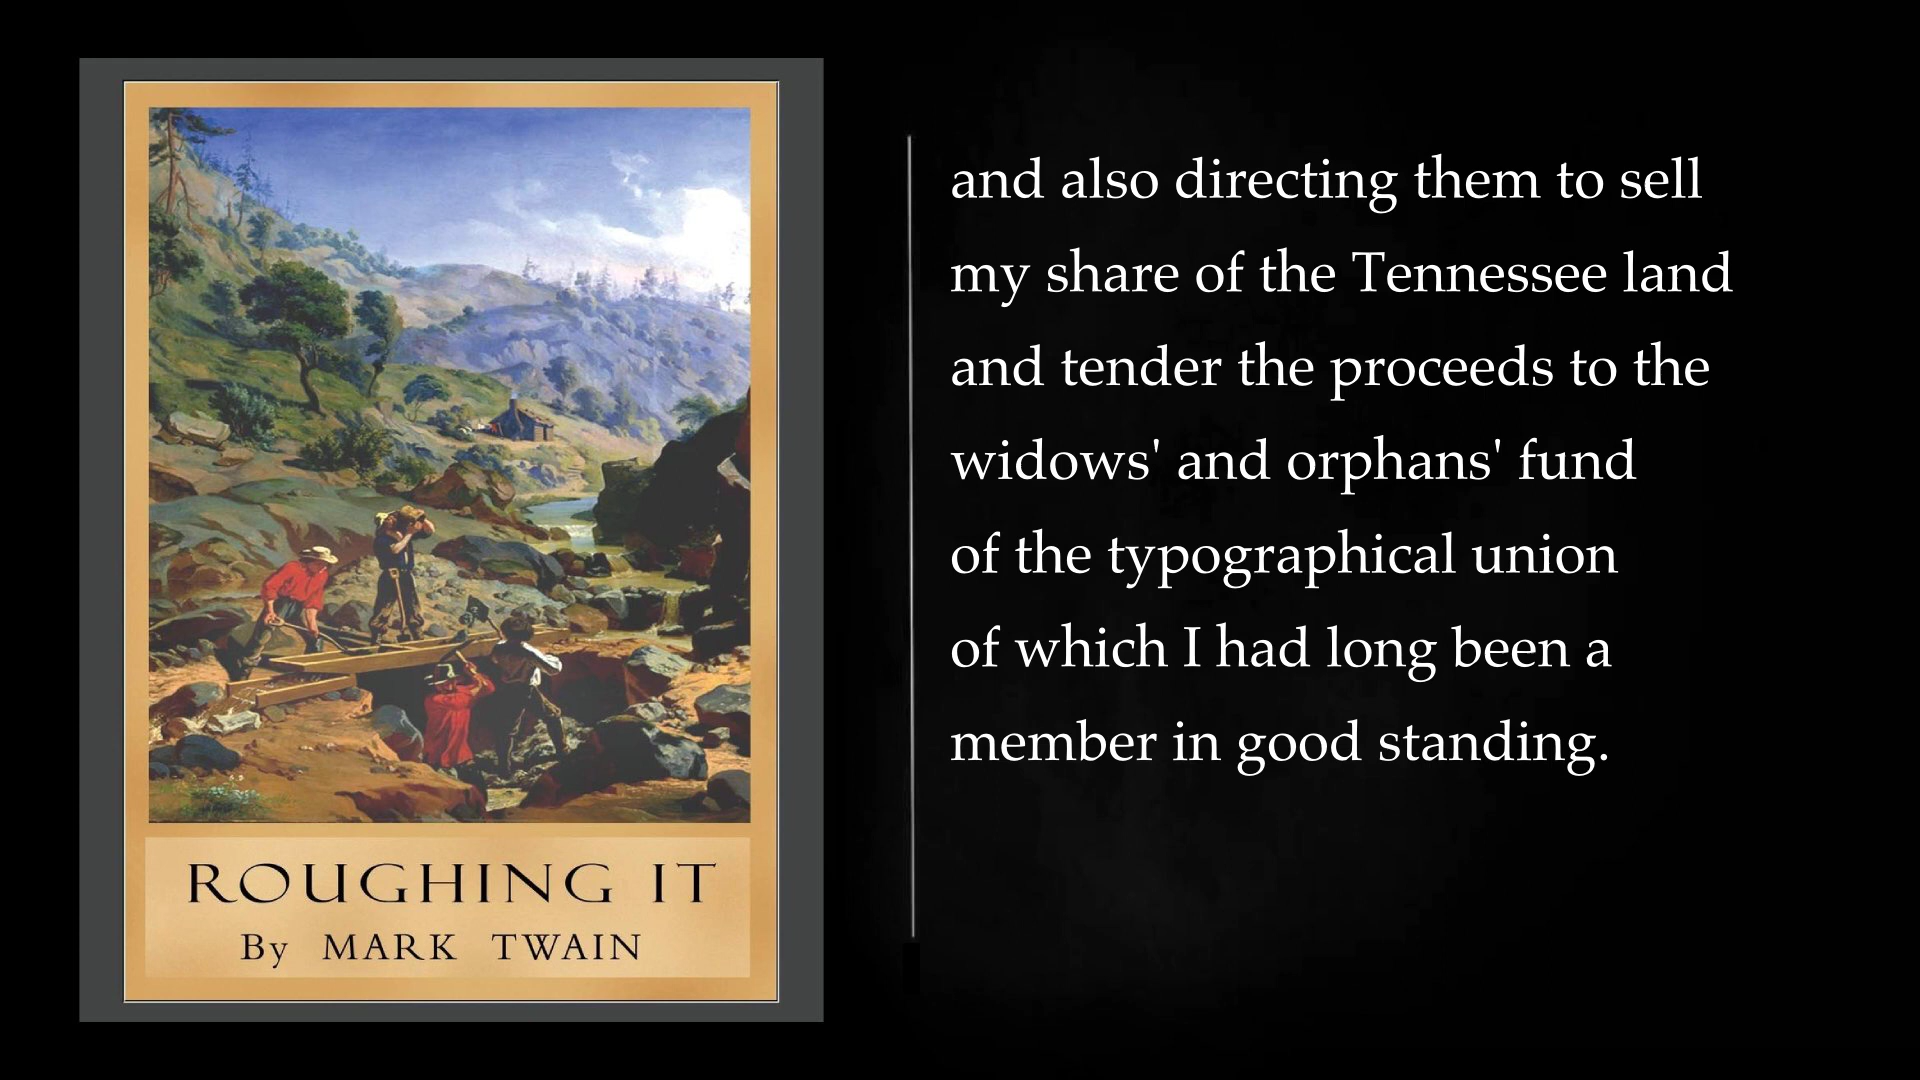 ROUGHING IT
By MARK TWAIN
and also directing them to sell
my share of the Tennessee land
and tender the proceeds to the
widows' and orphans' fund
of the typographical union
of which I had long been a
member in good standing.